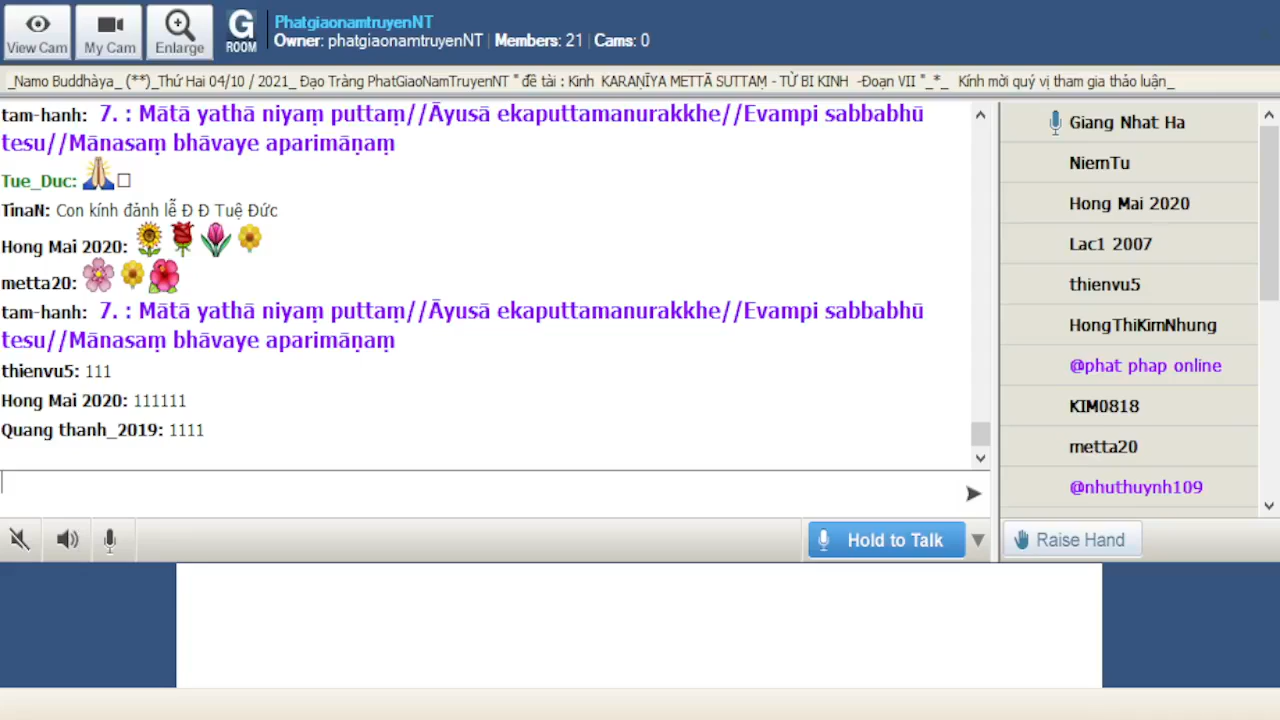 View Cam
My Cam
Enlarge
G
ROOM
PhatgiaonamtruyenNT
Owner: phatgiaonamtruyenNT | Members: 21 | Cams: 0
_Namo Buddhàya_ (**)_Thứ Hai 04/10 / 2021_ Đạo Tràng PhatGiaoNamTruyenNT " đề tài : Kinh KARAṆĪYA METTĀ SUTTAṂ - TỪ BI KINH -Đoạn VII "_*_ Kính mời quý vị tham gia thảo luận_
tam-hanh: 7. : Mātā yathā niyaṃ puttaṃ//Āyusā ekaputtamanurakkhe//Evampi sabbabhū
tesu//Mānasaṃ bhāvaye aparimāṇaṃ
Tue_Duc:
TinaN: Con kính đảnh lễ Đ Đ Tuệ Đức
Hong Mai 2020:
metta20:
tam-hanh: 7. : Mātā yathā niyaṃ puttaṃ//Āyusā ekaputtamanurakkhe//Evampi sabbabhū
tesu//Mānasaṃ bhāvaye aparimāṇaṃ
thienvu5: 111
Hong Mai 2020: 111111
Quang thanh_2019: 1111
Giang Nhat Ha
NiemTu
Hong Mai 2020
Lac1 2007
thienvu5
HongThiKimNhung
@phat phap online
KIM0818
metta20
@nhuthuynh109
Hold to Talk
Raise Hand